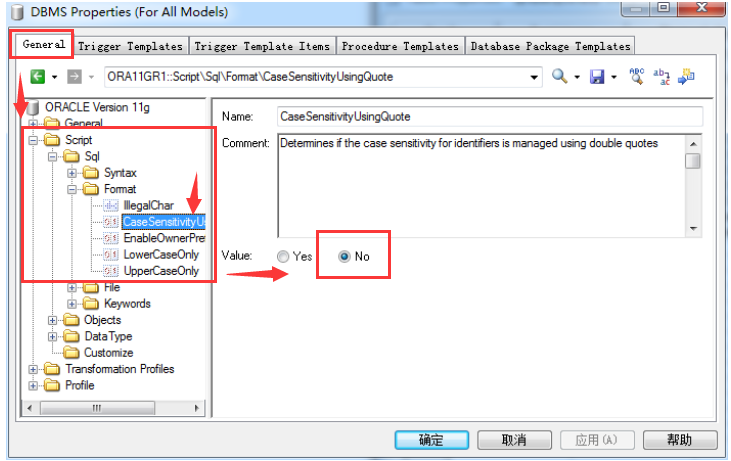 DBMS Properties (For All Models)
General Trigger Templates Trigger Template Items Procedure Templates Database Package Templates
ORA11GR1::Script\Sql\Format\CaseSensitivityUsingQuote
ORACLE Version 11g
General
Script
Sql
Syntax
Format
IllegalChar
CaseSensitivityU
EnableOwnerPre
LowerCaseOnly
UpperCaseOnly
File
Keywords
Objects
DataType
Customize
Transformation Profiles
Profile
Name: CaseSensitivityUsingQuote
Comment: Determines if the case sensitivity for identifiers is managed using double quotes
Value: Yes No
确定 取消 应用(A) 帮助